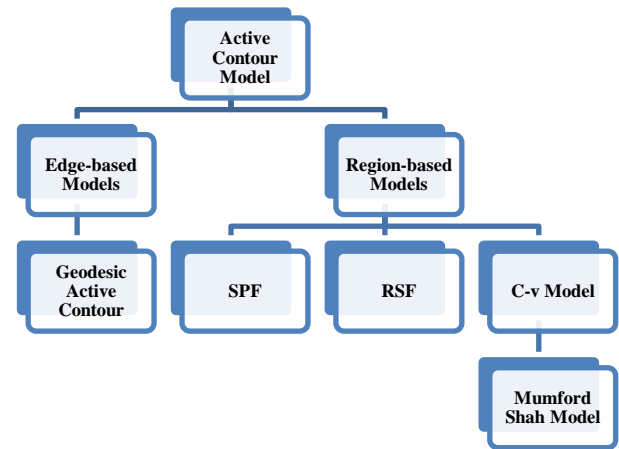 Active
Contour
Model
Edge-based
Models
Region-based
Models
Geodesic
Active
Contour
SPF
RSF
C-v Model
Mumford
Shah Model